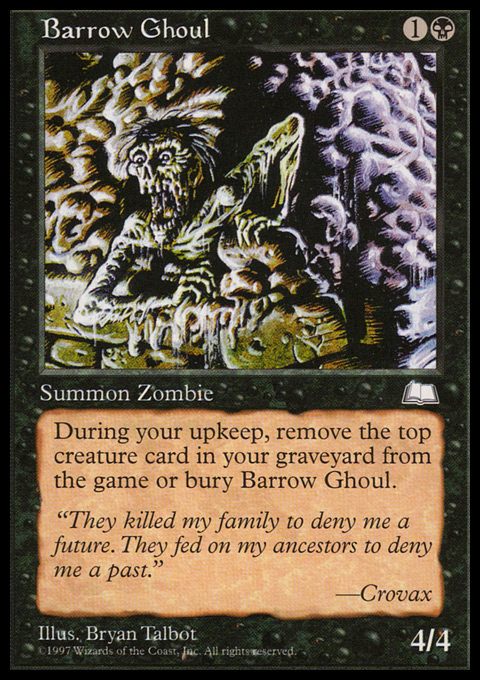 Barrow Ghoul 1
Summon Zombie
During your upkeep, remove the top
creature card in your graveyard from
the game or bury Barrow Ghoul.
“They killed my family to deny me a
future. They fed on my ancestors to deny
me a past.”
—Crovax
Illus. Bryan Talbot
©1997 Wizards of the Coast, Inc. All rights reserved.
4/4